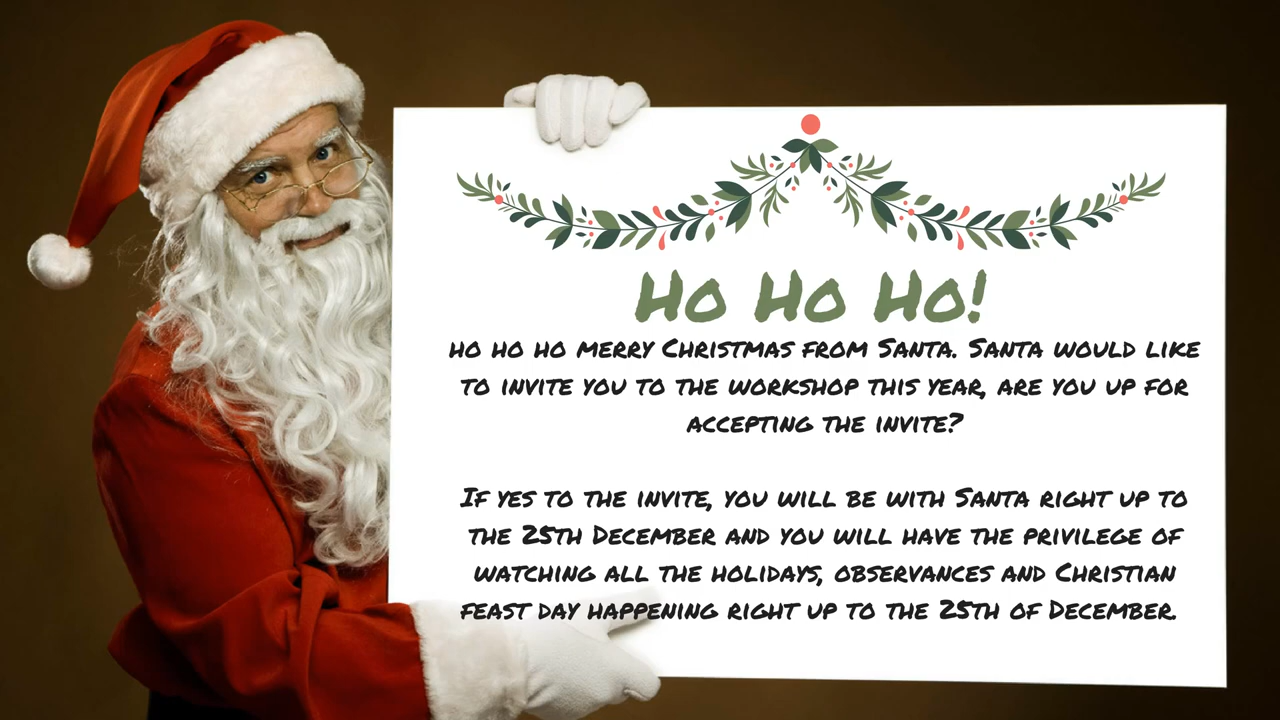 Ho Ho Ho!
HO HO HO MERRY CHRISTMAS FROM SANTA. SANTA WOULD LIKE
TO INVITE YOU TO THE WORKSHOP THIS YEAR, ARE YOU UP FOR
ACCEPTING THE INVITE?
IF YES TO THE INVITE, YOU WILL BE WITH SANTA RIGHT UP TO
THE 25TH DECEMBER AND YOU WILL HAVE THE PRIVILEGE OF
WATCHING ALL THE HOLIDAYS, OBSERVANCES AND CHRISTIAN
FEAST DAY HAPPENING RIGHT UP TO THE 25TH OF DECEMBER.